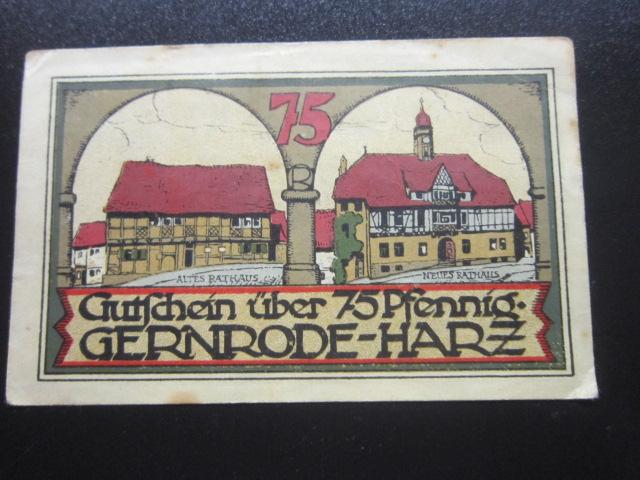 75
ALTES RATHAUS
NEUES RATHAUS
Gutschein über 75 Pfennig.
GERNRODE-HARZ